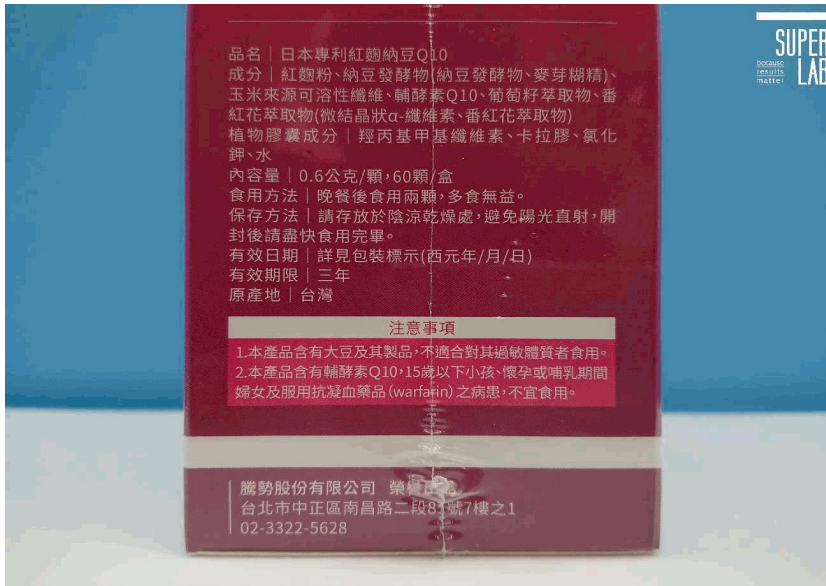 SUPER
LAB
because
results
matter
品名｜日本專利紅麴納豆Q10
成分｜紅麴粉、納豆發酵物(納豆發酵物、麥芽糊精)、
玉米來源可溶性纖維、輔酵素Q10、葡萄籽萃取物、番
紅花萃取物(微結晶狀α-纖維素、番紅花萃取物)
植物膠囊成分｜羥丙基甲基纖維素、卡拉膠、氯化
鉀、水
內容量｜0.6公克/顆，60顆/盒
食用方法｜晚餐後食用兩顆，多食無益。
保存方法｜請存放於陰涼乾燥處，避免陽光直射，開
封後請盡快食用完畢。
有效日期｜詳見包裝標示(西元年/月/日)
有效期限｜三年
原產地｜台灣
注意事項
1.本產品含有大豆及其製品，不適合對其過敏體質者食用。
2.本產品含有輔酵素Q10，15歲以下小孩、懷孕或哺乳期間
婦女及服用抗凝血藥品(warfarin)之病患，不宜食用。
騰勢股份有限公司 榮
台北市中正區南昌路二段8 號7樓之1
02-3322-5628